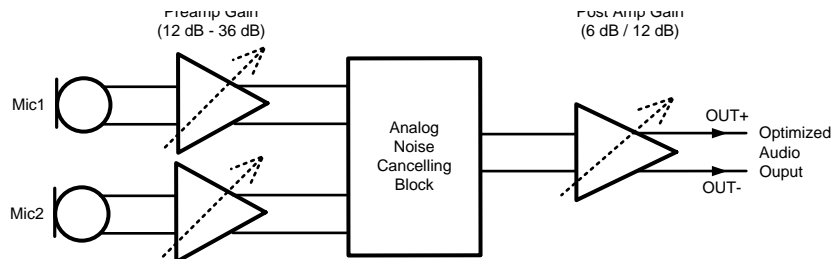 Preamp Gain
(12 dB - 36 dB)
Post Amp Gain
(6 dB / 12 dB)
Mic1
Mic2
Analog
Noise
Cancelling
Block
OUT+
OUT-
Optimized
Audio
Ouput